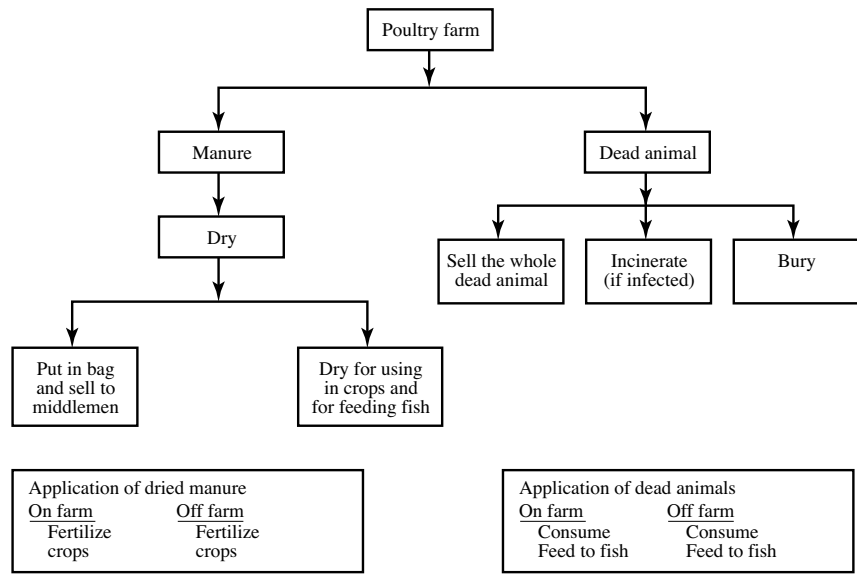 Poultry farm
Manure
Dead animal
Dry
Sell the whole
dead animal
Incinerate
(if infected)
Bury
Put in bag
and sell to
middlemen
Dry for using
in crops and
for feeding fish
Application of dried manure
On farm Off farm
Fertilize Fertilize
crops crops
Application of dead animals
On farm Off farm
Consume Consume
Feed to fish Feed to fish